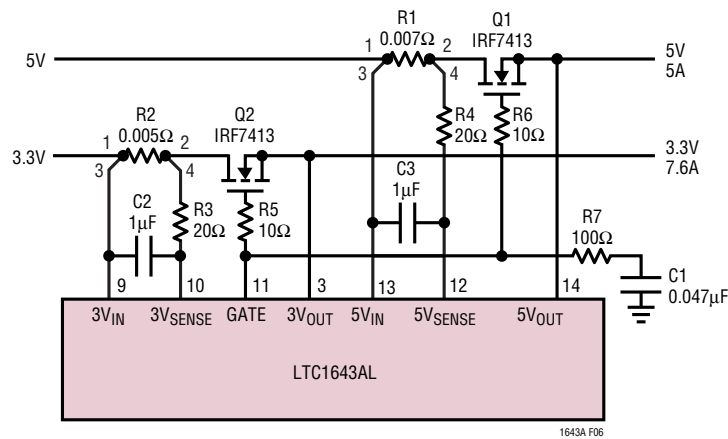 R1
0.007Ω
Q1
IRF7413
5V
1 2
3 4
5V
5A
R4
20Ω
R6
10Ω
R2
0.005Ω
Q2
IRF7413
3.3V
1 2
3 4
3.3V
7.6A
C3
1µF
C2
1µF
R3
20Ω
R5
10Ω
R7
100Ω
C1
0.047µF
9 10 11 3 13 12 14
3VIN 3VSENSE GATE 3VOUT 5VIN 5VSENSE 5VOUT
LTC1643AL
1643A F06